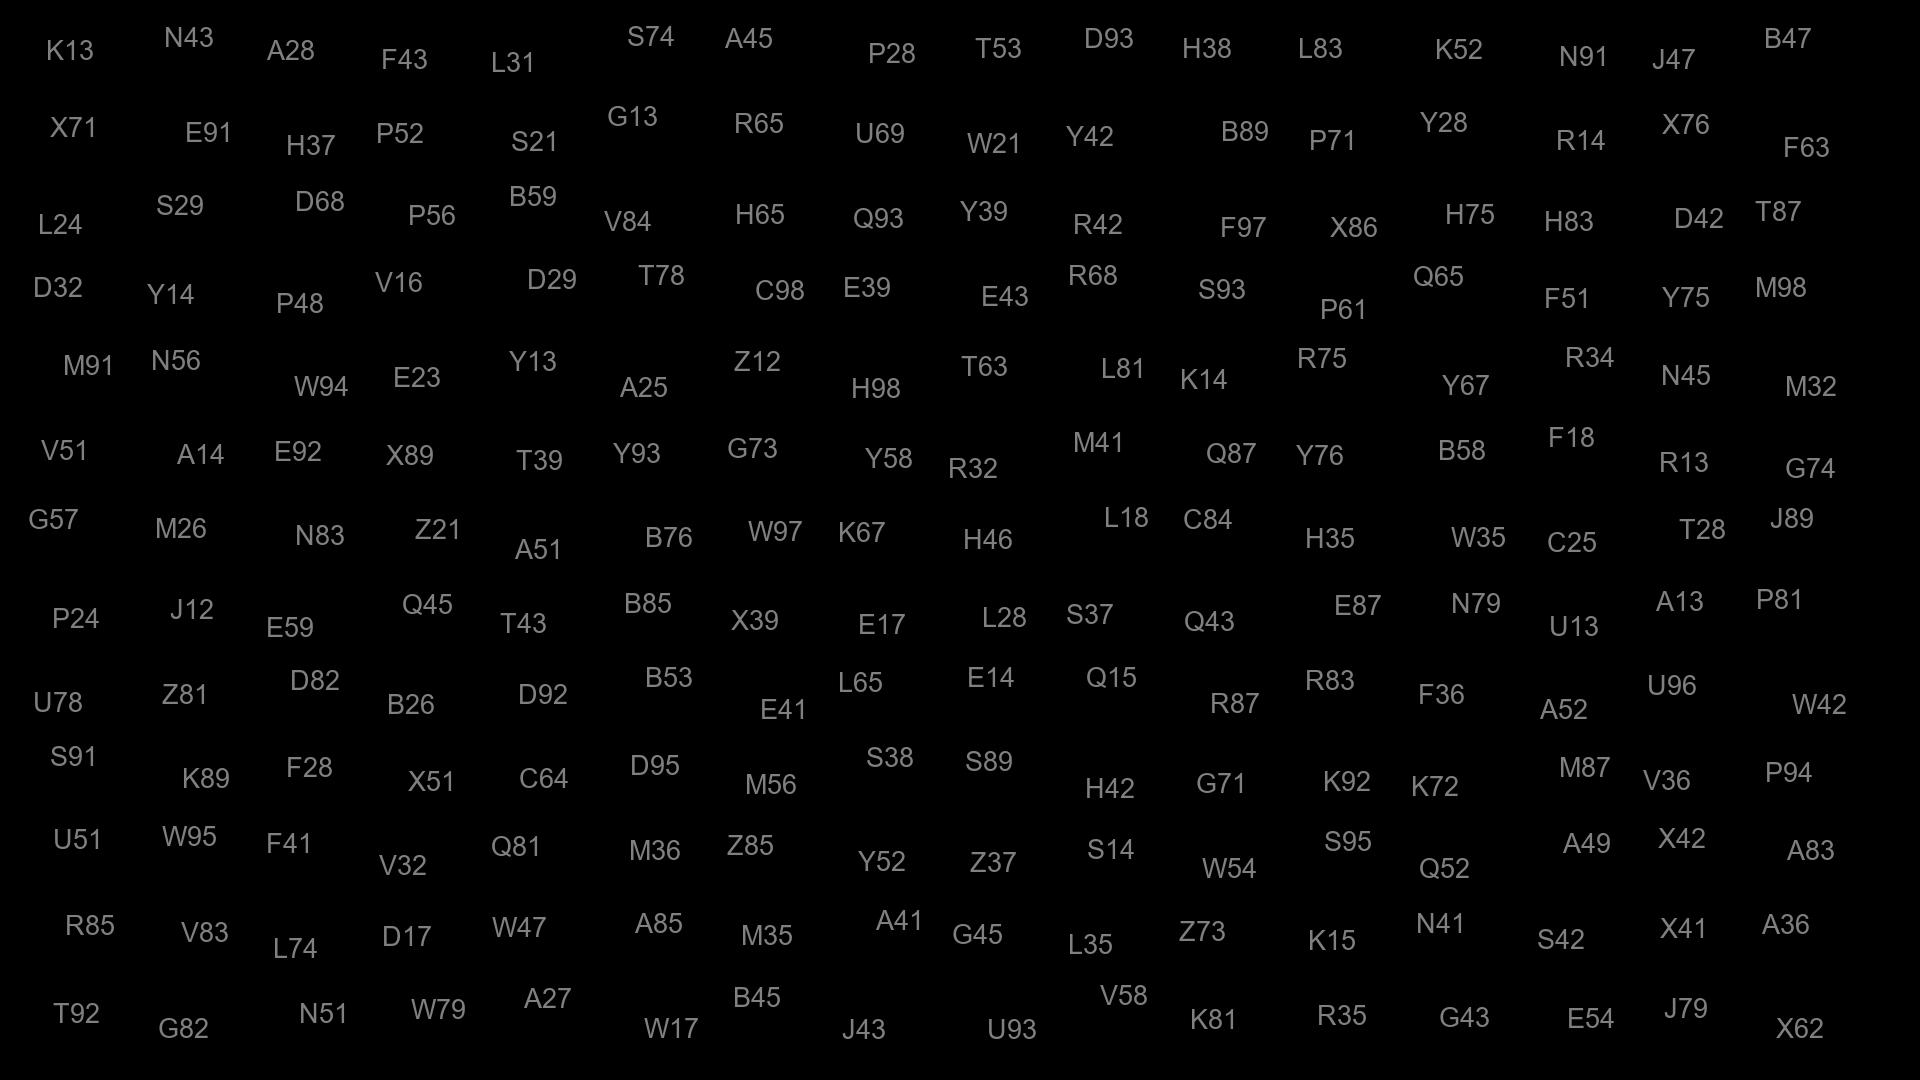 K13 N43 A28 F43 L31 S74 A45 P28 T53 D93 H38 L83 K52 N91 J47 B47
X71 E91 H37 P52 S21 G13 R65 U69 W21 Y42 B89 P71 Y28 R14 X76 F63
L24 S29 D68 P56 B59 V84 H65 Q93 Y39 R42 F97 X86 H75 H83 D42 T87
D32 Y14 P48 V16 D29 T78 C98 E39 E43 R68 S93 P61 Q65 F51 Y75 M98
M91 N56 W94 E23 Y13 A25 Z12 H98 T63 L81 K14 R75 Y67 R34 N45 M32
V51 A14 E92 X89 T39 Y93 G73 Y58 R32 M41 Q87 Y76 B58 F18 R13 G74
G57 M26 N83 Z21 A51 B76 W97 K67 H46 L18 C84 H35 W35 C25 T28 J89
P24 J12 E59 Q45 T43 B85 X39 E17 L28 S37 Q43 E87 N79 U13 A13 P81
U78 Z81 D82 B26 D92 B53 E41 L65 E14 Q15 R87 R83 F36 A52 U96 W42
S91 K89 F28 X51 C64 D95 M56 S38 S89 H42 G71 K92 K72 M87 V36 P94
U51 W95 F41 V32 Q81 M36 Z85 Y52 Z37 S14 W54 S95 Q52 A49 X42 A83
R85 V83 L74 D17 W47 A85 M35 A41 G45 L35 Z73 K15 N41 S42 X41 A36
T92 G82 N51 W79 A27 W17 B45 J43 U93 V58 K81 R35 G43 E54 J79 X62